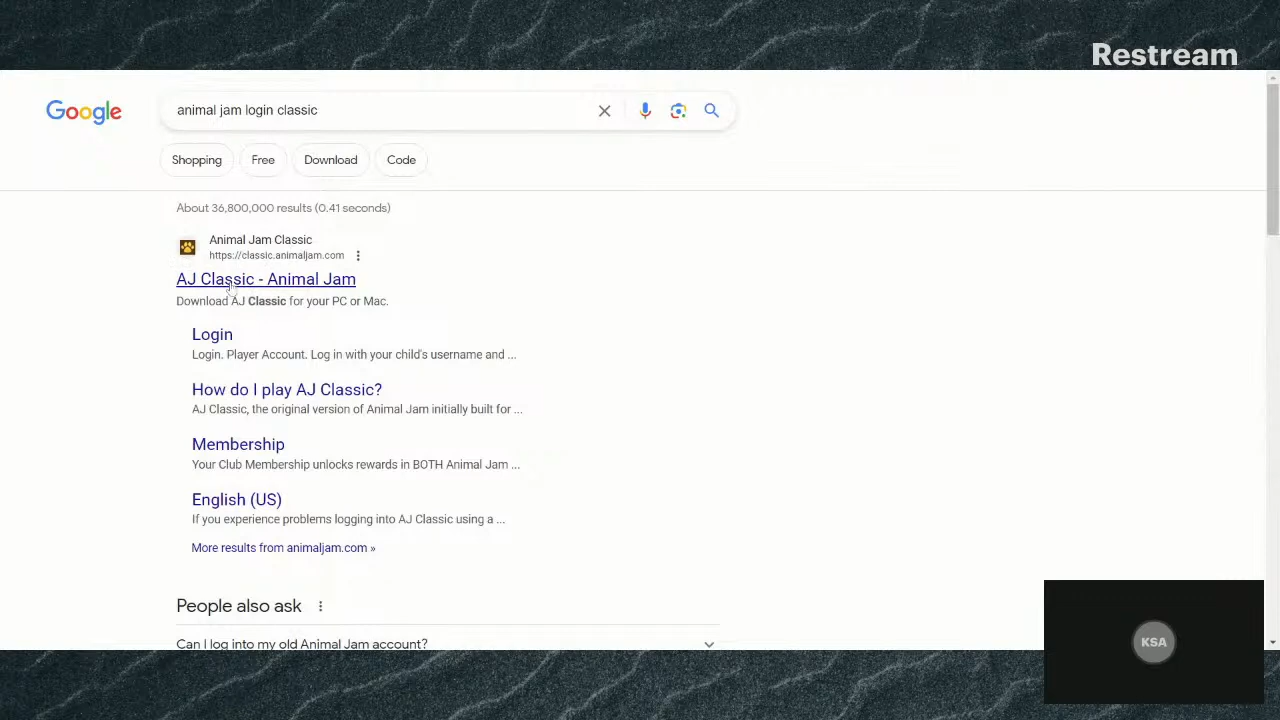 Restream
Google
animal jam login classic
Shopping
Free
Download
Code
About 36,800,000 results (0.41 seconds)
Animal Jam Classic
https://classic.animaljam.com
AJ Classic - Animal Jam
Download AJ Classic for your PC or Mac.
Login
Login. Player Account. Log in with your child's username and ...
How do I play AJ Classic?
AJ Classic, the original version of Animal Jam initially built for ...
Membership
Your Club Membership unlocks rewards in BOTH Animal Jam ...
English (US)
If you experience problems logging into AJ Classic using a ...
More results from animaljam.com »
People also ask
Can I log into my old Animal Jam account?
KSA